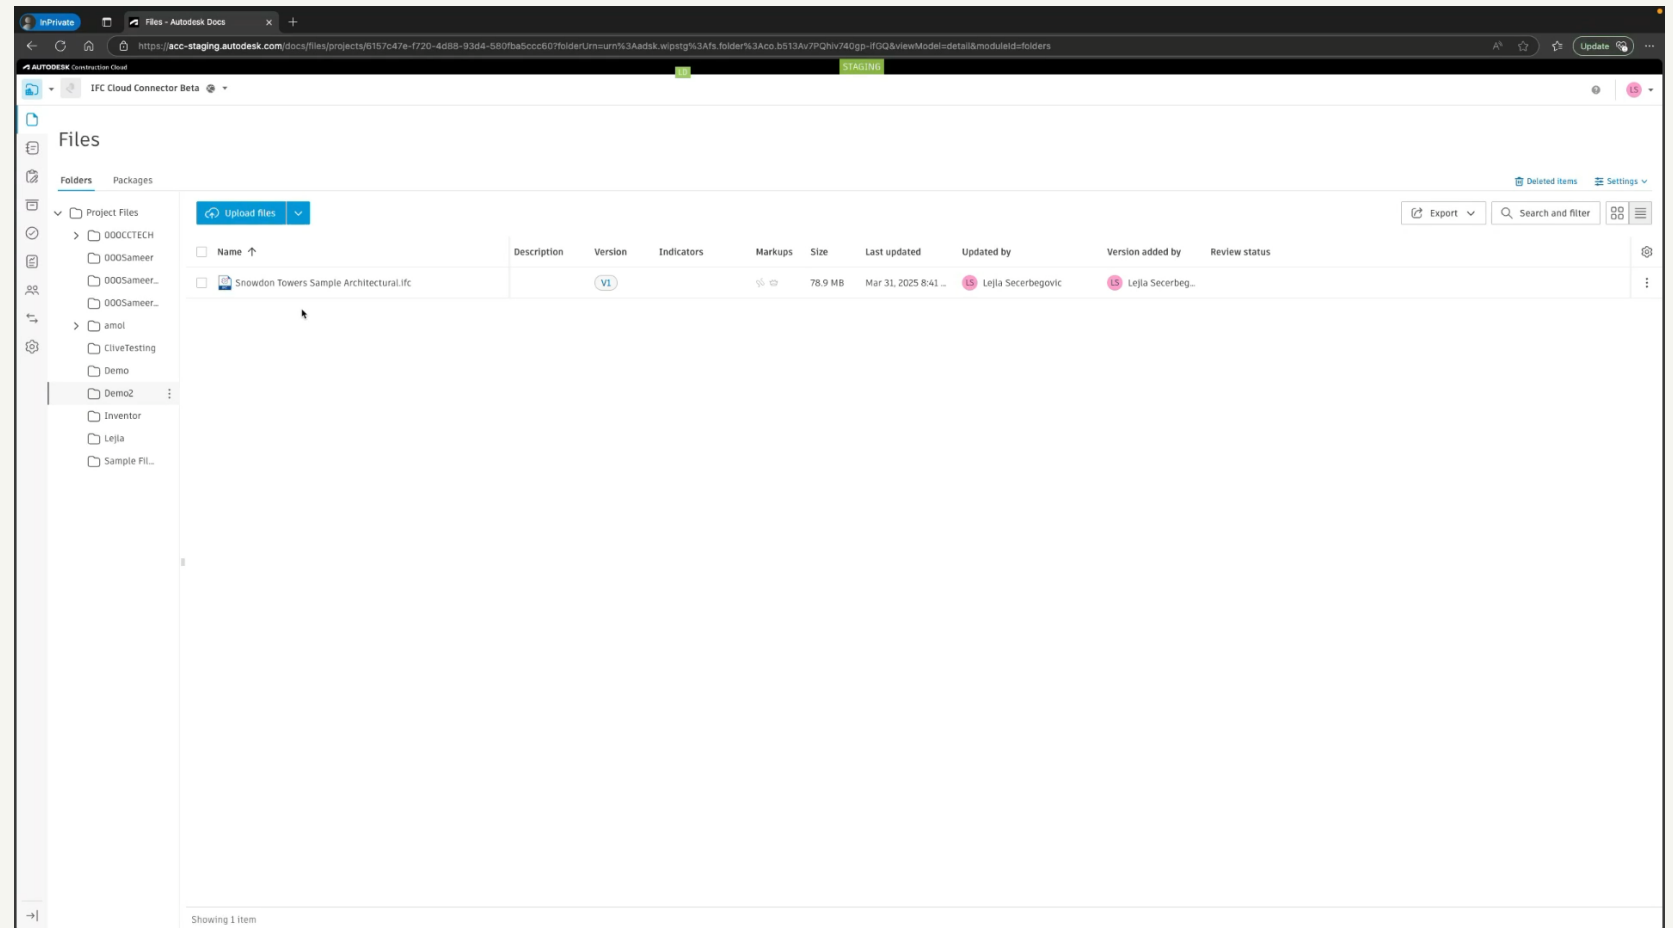 InPrivate
Files - Autodesk Docs
https://acc-staging.autodesk.com/docs/files/projects/6157c47e-f720-4d88-93d4-580fba5ccc60?folderUrn=urn%3Aadsk.wipstg%3Afs.folder%3Aco.b513Av7PQhiv740gp-ifGQ&viewModel=detail&moduleId=folders
Update
AUTODESK Construction Cloud
LD
STAGING
IFC Cloud Connector Beta
LS
Files
Folders Packages
Deleted items Settings
Project Files
000CCTECH
000Sameer
000Sameer...
000Sameer...
amol
CliveTesting
Demo
Demo2
Inventor
Lejla
Sample Fil...
Upload files
Export Search and filter
Name Description Version Indicators Markups Size Last updated Updated by Version added by Review status
Snowdon Towers Sample Architectural.ifc V1 78.9 MB Mar 31, 2025 8:41 ... LS Lejla Secerbegovic LS Lejla Secerbeg...
Showing 1 item